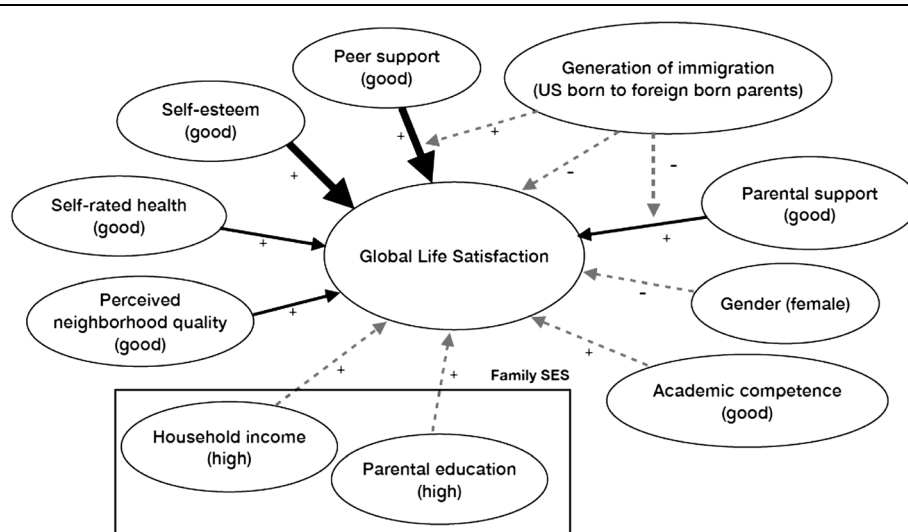 Peer support
(good)
Generation of immigration
(US born to foreign born parents)
Self-esteem
(good)
+
+
+
-
-
Self-rated health
(good)
+
Parental support
(good)
+
Global Life Satisfaction
Perceived
neighborhood quality
(good)
+
-
Gender (female)
+
+
+
Family SES
Academic competence
(good)
Household income
(high)
Parental education
(high)